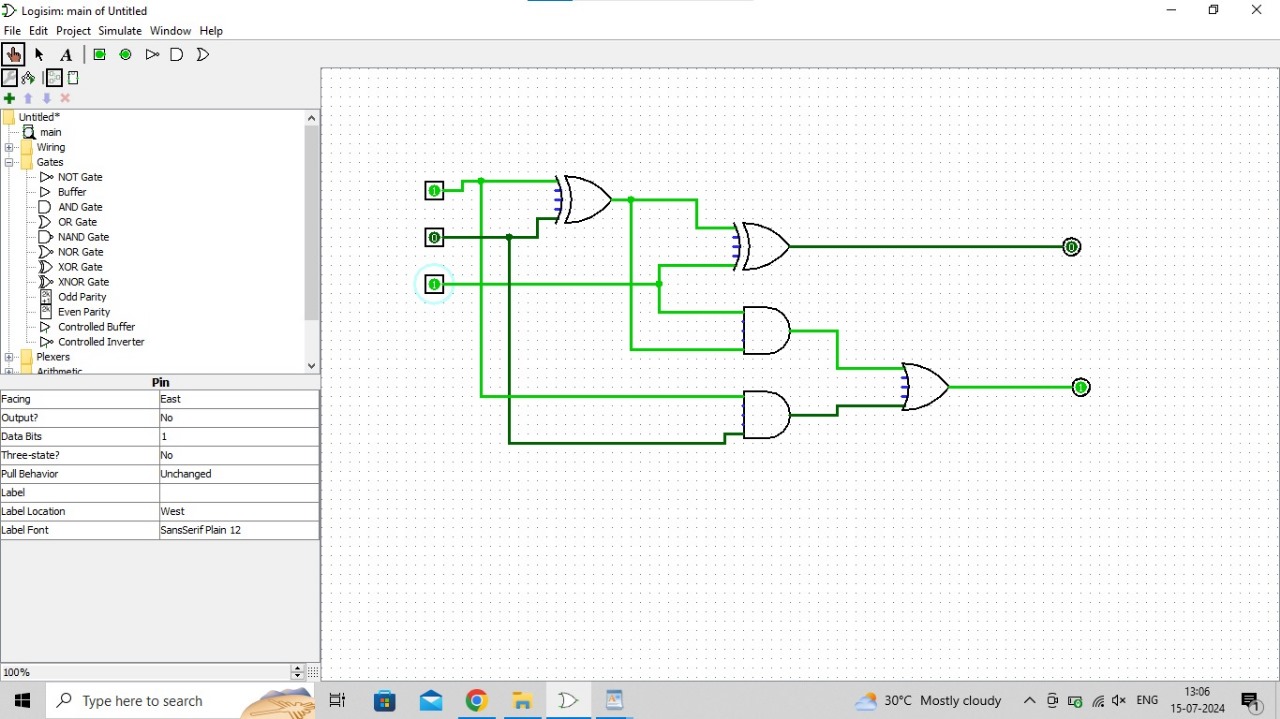 Logisim: main of Untitled
File Edit Project Simulate Window Help
A
Untitled*
main
Wiring
Gates
NOT Gate
Buffer
AND Gate
OR Gate
NAND Gate
NOR Gate
XOR Gate
XNOR Gate
Odd Parity
Even Parity
Controlled Buffer
Controlled Inverter
Plexers
Arithmetic
Pin
Facing East
Output? No
Data Bits 1
Three-state? No
Pull Behavior Unchanged
Label
Label Location West
Label Font SansSerif Plain 12
100%
1
0
1
0
1
Type here to search
30°C Mostly cloudy
ENG
13:06
15-07-2024
1